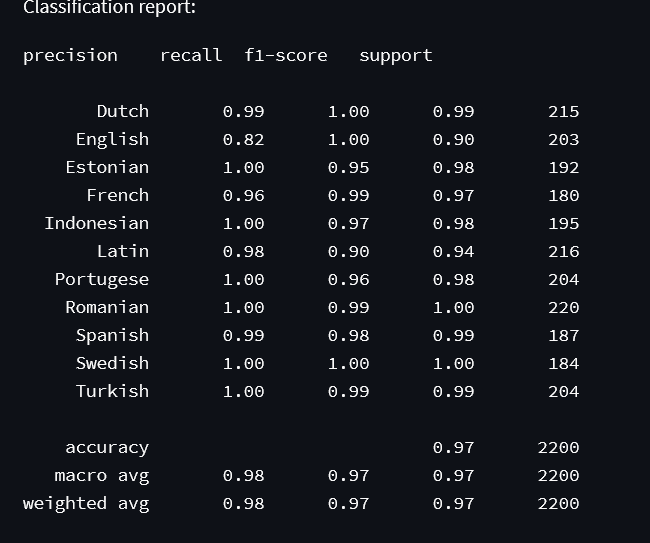 Classification report:
precision    recall  f1-score   support
Dutch       0.99      1.00      0.99       215
English       0.82      1.00      0.90       203
Estonian       1.00      0.95      0.98       192
French       0.96      0.99      0.97       180
Indonesian       1.00      0.97      0.98       195
Latin       0.98      0.90      0.94       216
Portugese       1.00      0.96      0.98       204
Romanian       1.00      0.99      1.00       220
Spanish       0.99      0.98      0.99       187
Swedish       1.00      1.00      1.00       184
Turkish       1.00      0.99      0.99       204
accuracy                           0.97      2200
macro avg       0.98      0.97      0.97      2200
weighted avg       0.98      0.97      0.97      2200